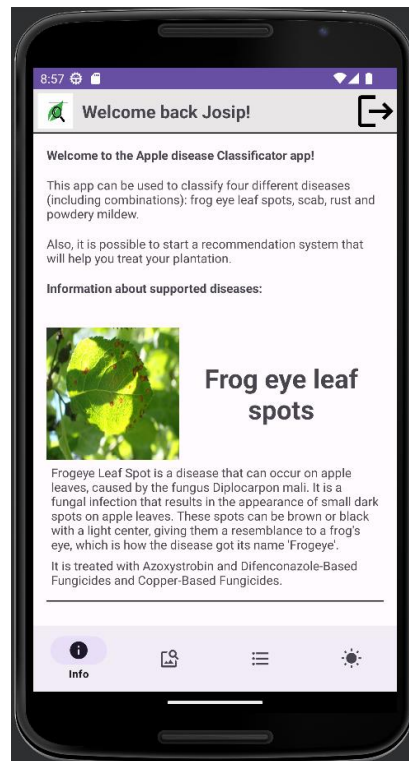 8:57
Welcome back Josip!
Welcome to the Apple disease Classificator app!
This app can be used to classify four different diseases
(including combinations): frog eye leaf spots, scab, rust and
powdery mildew.
Also, it is possible to start a recommendation system that
will help you treat your plantation.
Information about supported diseases:
Frog eye leaf
spots
Frogeye Leaf Spot is a disease that can occur on apple
leaves, caused by the fungus Diplocarpon mali. It is a
fungal infection that results in the appearance of small dark
spots on apple leaves. These spots can be brown or black
with a light center, giving them a resemblance to a frog's
eye, which is how the disease got its name 'Frogeye'.
It is treated with Azoxystrobin and Difenconazole-Based
Fungicides and Copper-Based Fungicides.
Info